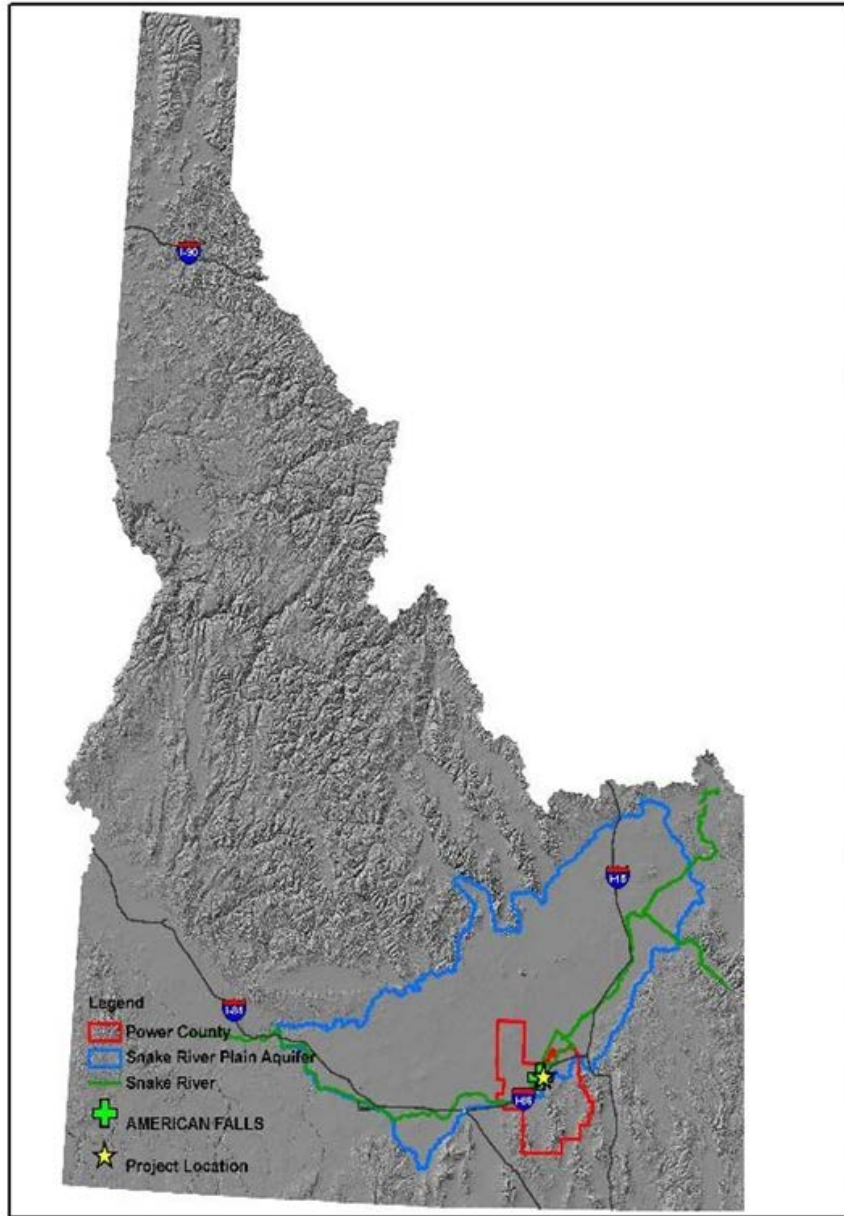 I-90
I-15
I-84
I-86
Legend
Power County
Snake River Plain Aquifer
Snake River
AMERICAN FALLS
Project Location